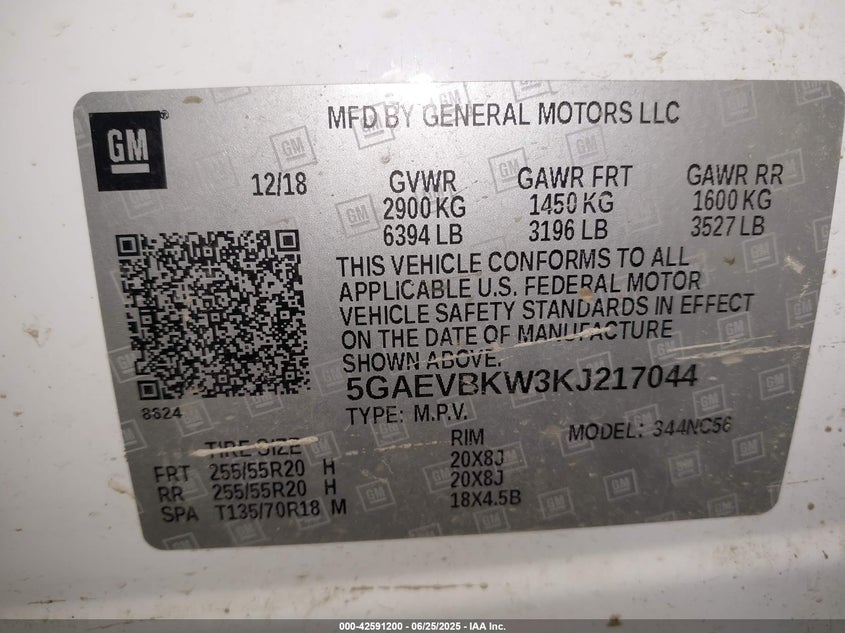 GM
MFD BY GENERAL MOTORS LLC
12/18 GVWR GAWR FRT GAWR RR
2900 KG 1450 KG 1600 KG
6394 LB 3196 LB 3527 LB
THIS VEHICLE CONFORMS TO ALL
APPLICABLE U.S. FEDERAL MOTOR
VEHICLE SAFETY STANDARDS IN EFFECT
ON THE DATE OF MANUFACTURE
SHOWN ABOVE.
5GAEVBKW3KJ217044
8824
TYPE: M.P.V.
MODEL: 344NC56
TIRE SIZE RIM
FRT 255/55R20 H 20X8J
RR 255/55R20 H 20X8J
SPA T135/70R18 M 18X4.5B
000-42591200 - 06/25/2025 - IAA Inc.